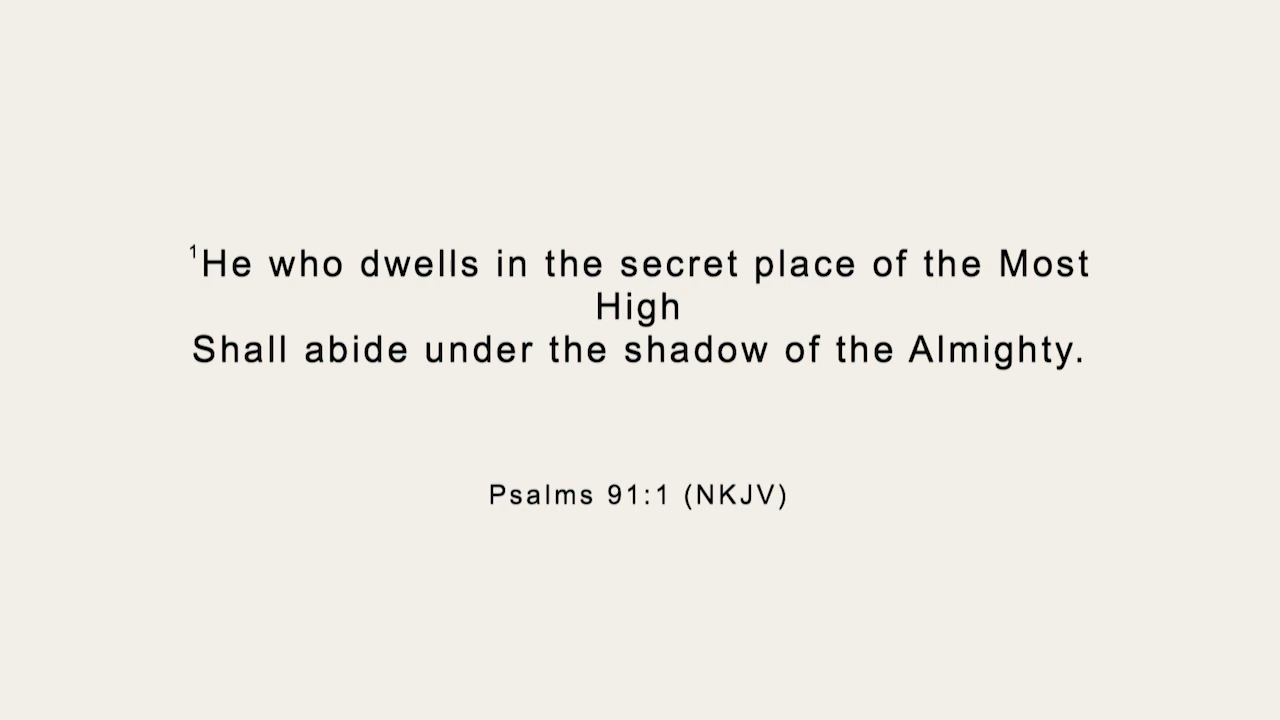 ¹He who dwells in the secret place of the Most
High
Shall abide under the shadow of the Almighty.
Psalms 91:1 (NKJV)